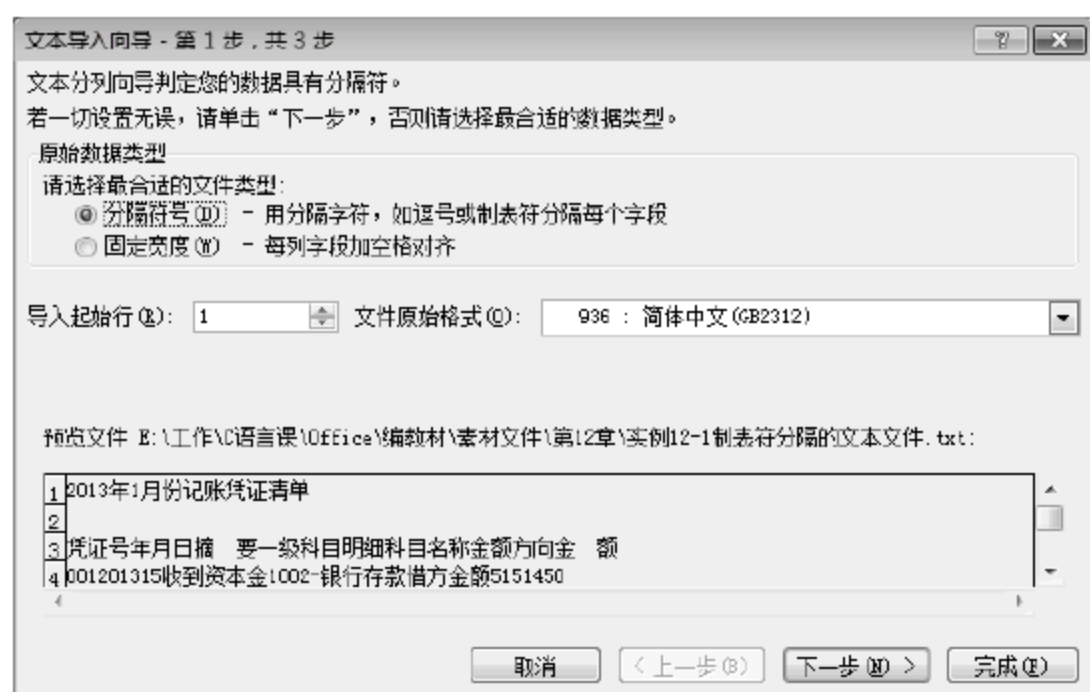 文本导入向导 - 第 1 步,共 3 步
文本分列向导判定您的数据具有分隔符。
若一切设置无误，请单击“下一步”，否则请选择最合适的数据类型。
原始数据类型
请选择最合适的文件类型:
分隔符号(D) - 用分隔字符，如逗号或制表符分隔每个字段
固定宽度(W) - 每列字段加空格对齐
导入起始行(R): 1 文件原始格式(O): 936 : 简体中文(GB2312)
预览文件 E:\工作\C语言课\Office\编教材\素材文件\第12章\实例12-1制表符分隔的文本文件.txt:
1 2013年1月份记账凭证清单
2
3 凭证号年月日摘 要一级科目明细科目名称金额方向金 额
4 001201315收到资本金1002-银行存款借方金额5151450
取消 < 上一步(B) 下一步(N) > 完成(F)